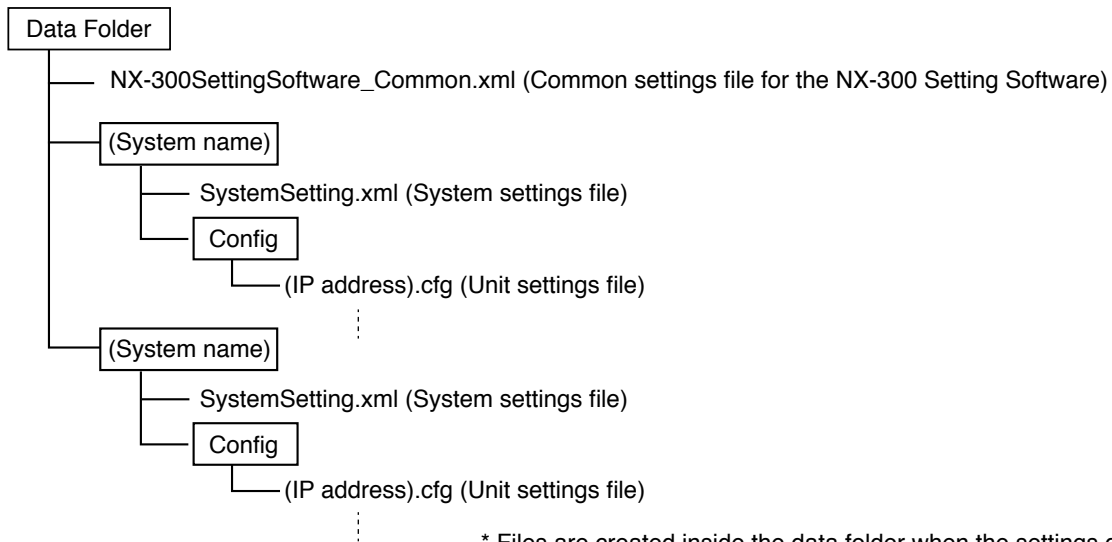 Data Folder
NX-300SettingSoftware_Common.xml (Common settings file for the NX-300 Setting Software)
(System name)
SystemSetting.xml (System settings file)
Config
(IP address).cfg (Unit settings file)
(System name)
SystemSetting.xml (System settings file)
Config
(IP address).cfg (Unit settings file)
* Files are created inside the data folder when the settings